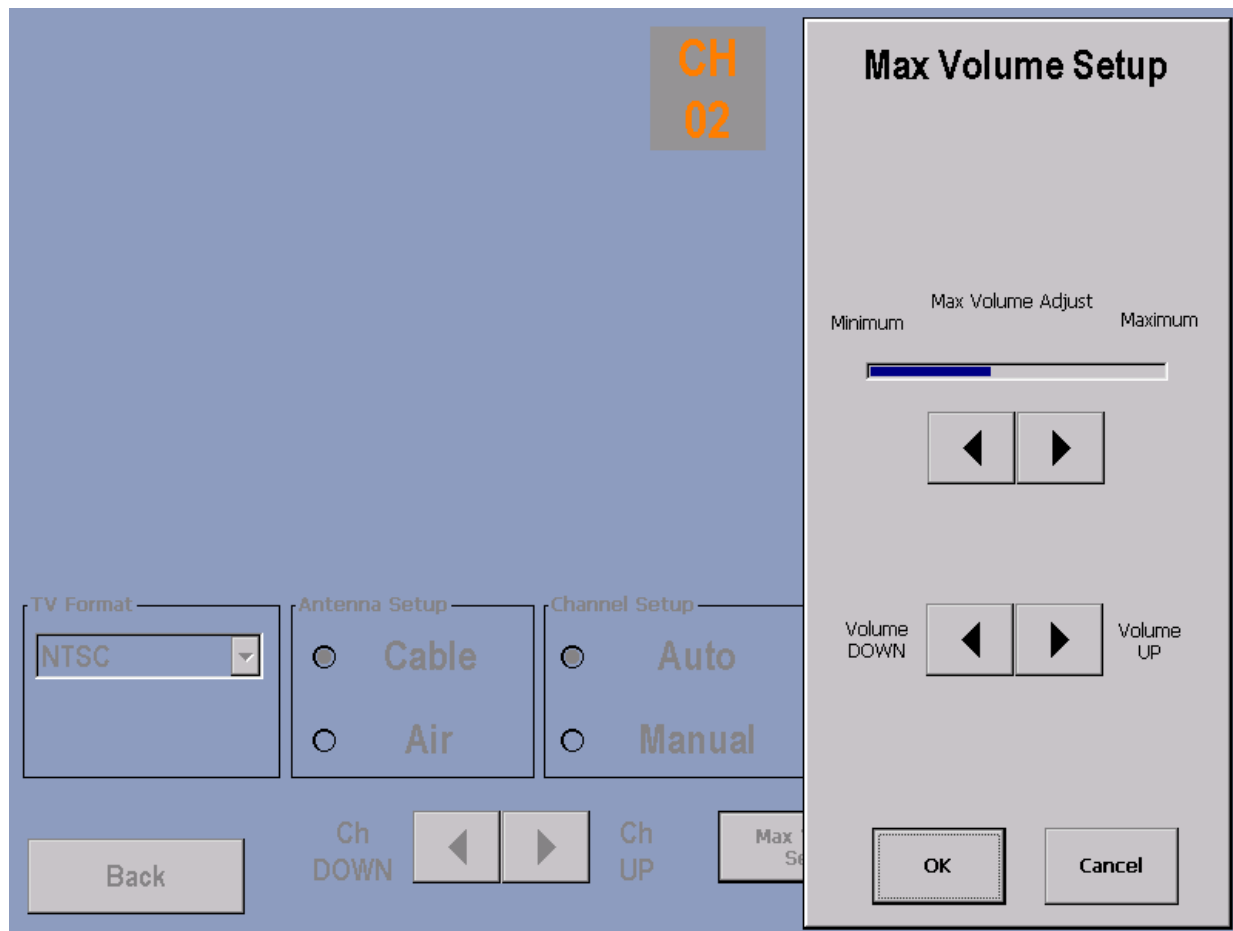 CH
02
Max Volume Setup
Max Volume Adjust
Minimum
Maximum
Volume
DOWN
Volume
UP
OK
Cancel
TV Format
NTSC
Antenna Setup
Cable
Air
Channel Setup
Auto
Manual
Back
Ch
DOWN
Ch
UP
Max